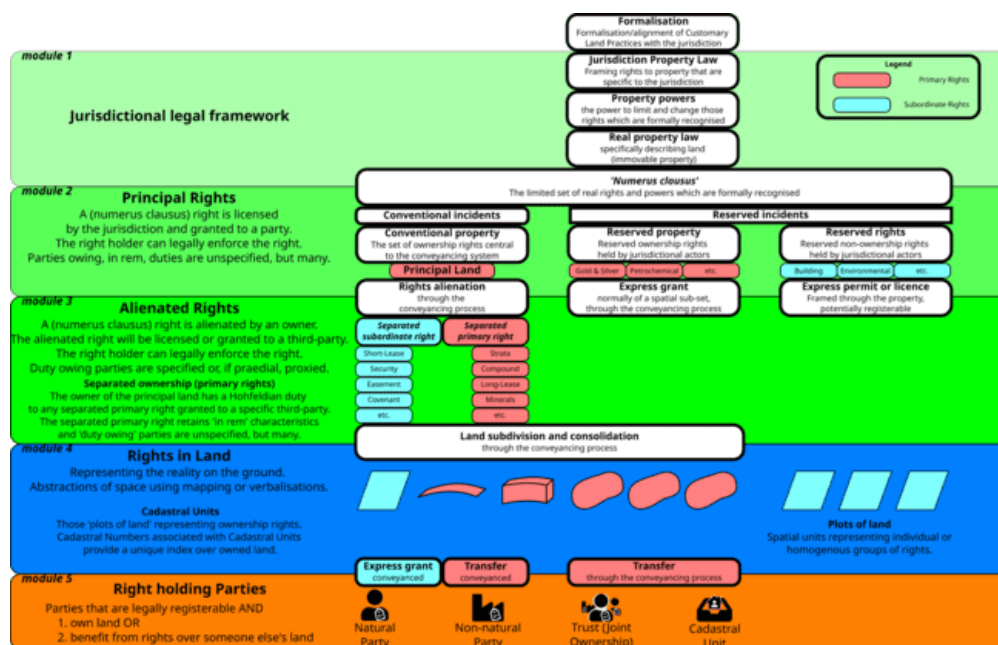 Formalisation
Formalisation/alignment of Customary
Land Practices with the jurisdiction
module 1
Jurisdictional legal framework
Jurisdiction Property Law
Framing rights to property that are
specific to the jurisdiction
Property powers
the power to limit and change those
rights which are formally recognised
Real property law
specifically describing land
(immovable property)
Legend
Primary Rights
Subordinate Rights
'Numerus clausus'
The limited set of real rights and powers which are formally recognised
module 2
Principal Rights
A (numerus clausus) right is licensed
by the jurisdiction and granted to a party.
The right holder can legally enforce the right.
Parties owing, in rem, duties are unspecified, but many.
Conventional incidents
Reserved incidents
Conventional property
The set of ownership rights central
to the conveyancing system
Reserved property
Reserved ownership rights
held by jurisdictional actors
Reserved rights
Reserved non-ownership rights
held by jurisdictional actors
Principal Land
Gold & Silver
Petrochemical
etc.
Building
Environmental
etc.
Rights alienation
through the
conveyancing process
Express grant
normally of a spatial sub-set,
through the conveyancing process
Express permit or licence
Framed through the property,
potentially registerable
module 3
Alienated Rights
A (numerus clausus) right is alienated by an owner.
The alienated right will be licensed or granted to a third-party.
The right holder can legally enforce the right.
Duty owing parties are specified or, if praedial, proxied.
Separated ownership (primary rights)
The owner of the principal land has a Hohfeldian duty
to any separated primary right granted to a specific third-party.
The separated primary right retains 'in rem' characteristics
and 'duty owing' parties are unspecified, but many.
Separated
subordinate right
Separated
primary right
Short-Lease
Strata
Security
Compound
Easement
Long-Lease
Covenant
Minerals
etc.
etc.
Land subdivision and consolidation
through the conveyancing process
module 4
Rights in Land
Representing the reality on the ground.
Abstractions of space using mapping or verbalisations.
Cadastral Units
Those 'plots of land' representing ownership rights.
Cadastral Numbers associated with Cadastral Units
provide a unique index over owned land.
Plots of land
Spatial units representing individual or
homogenous groups of rights.
Express grant
conveyanced
Transfer
conveyanced
Transfer
through the conveyancing process
module 5
Right holding Parties
Parties that are legally registerable AND
1. own land OR
2. benefit from rights over someone else's land
Natural
Party
Non-natural
Party
Trust (Joint
Ownership)
Cadastral
Unit